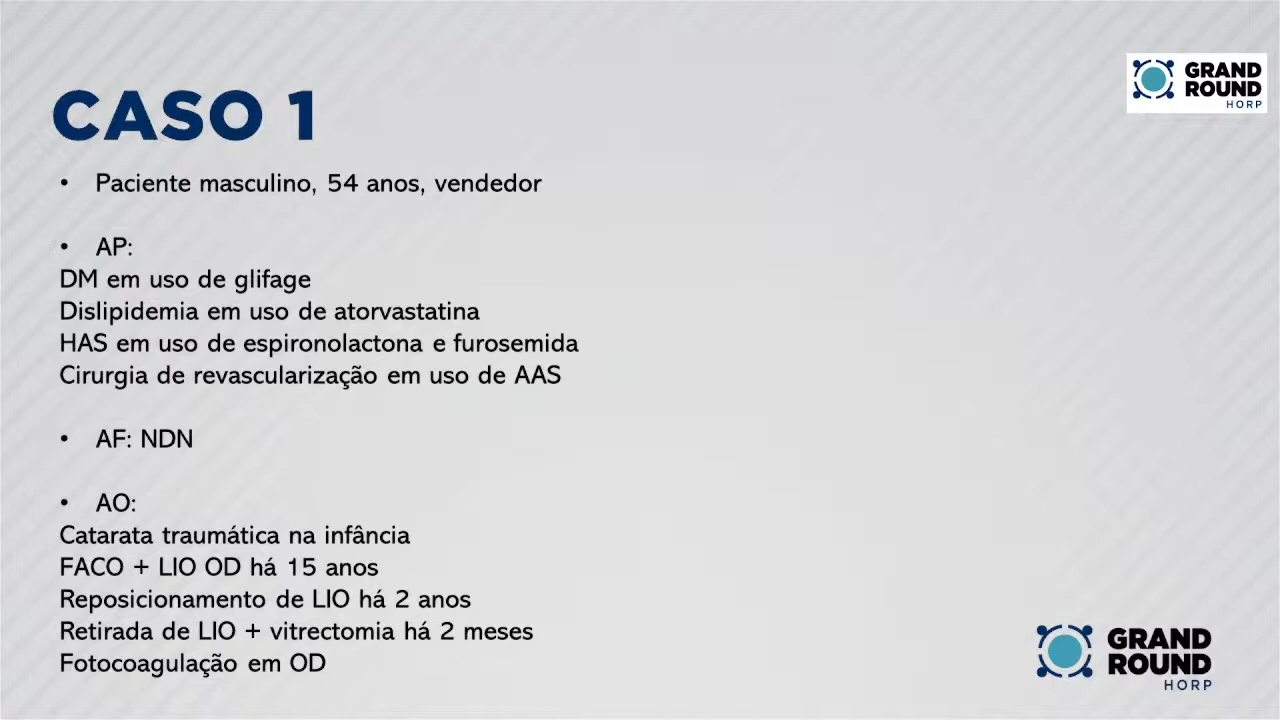 GRAND
ROUND
HORP
CASO 1
• Paciente masculino, 54 anos, vendedor
• AP:
DM em uso de glifage
Dislipidemia em uso de atorvastatina
HAS em uso de espironolactona e furosemida
Cirurgia de revascularização em uso de AAS
• AF: NDN
• AO:
Catarata traumática na infância
FACO + LIO OD há 15 anos
Reposicionamento de LIO há 2 anos
Retirada de LIO + vitrectomia há 2 meses
Fotocoagulação em OD
GRAND
ROUND
HORP